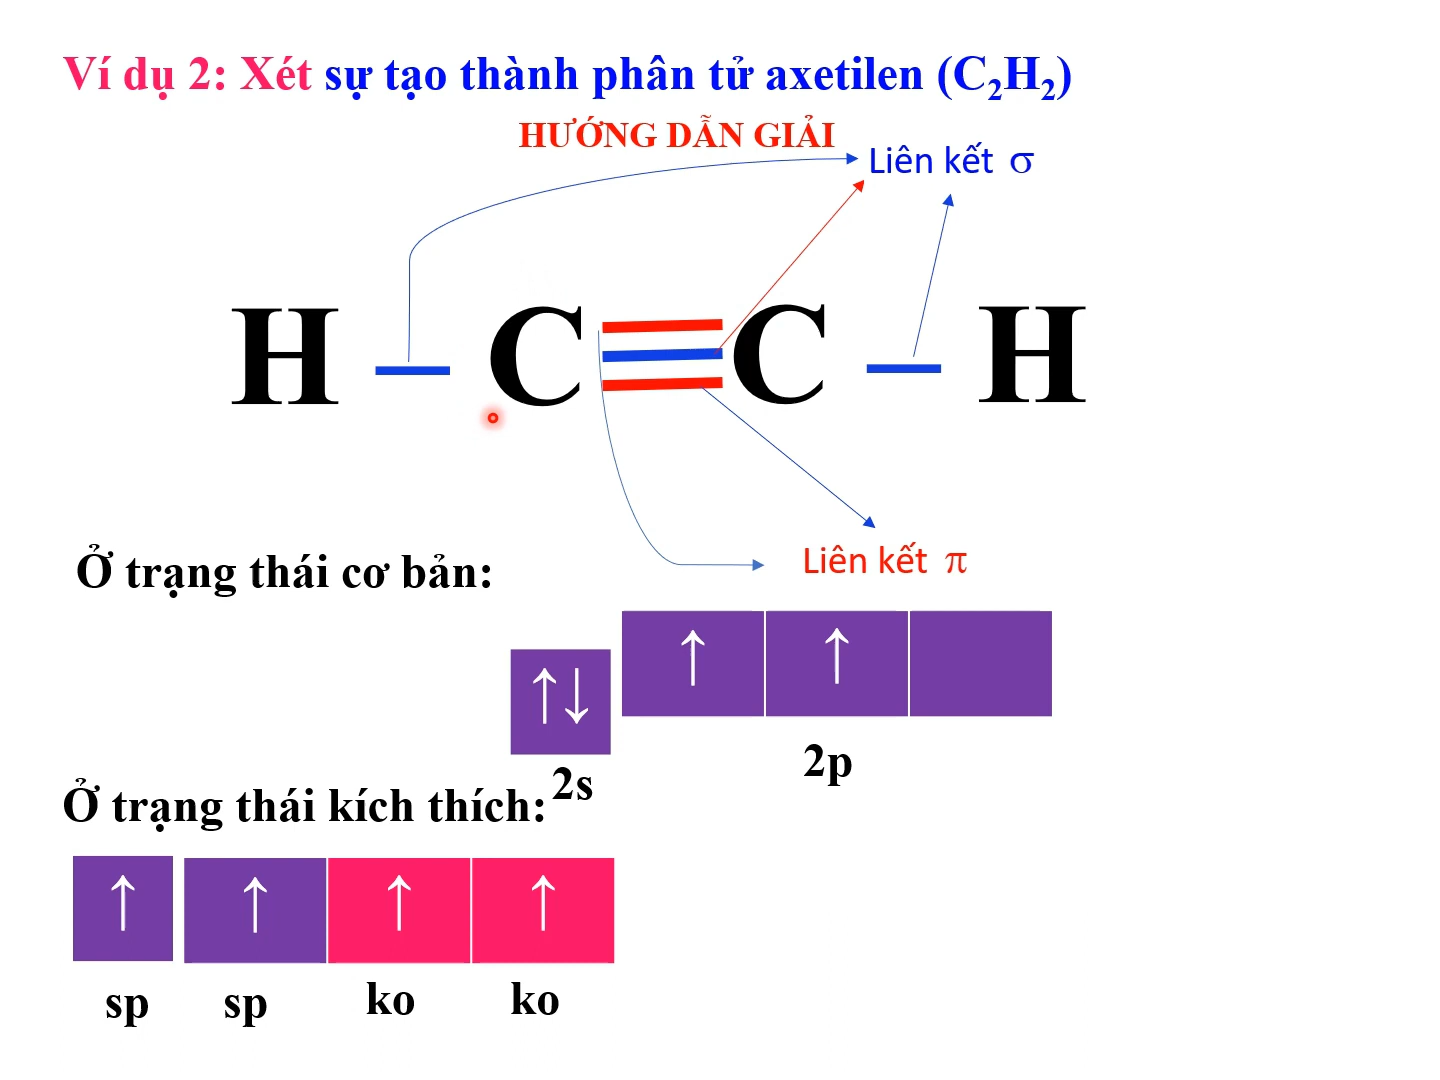 Ví dụ 2: Xét sự tạo thành phân tử axetilen (C₂H₂)
HƯỚNG DẪN GIẢI
Liên kết σ
H – C ≡ C – H
Liên kết π
Ở trạng thái cơ bản:
↑↓ ↑ ↑
2s 2p
Ở trạng thái kích thích:
↑ ↑ ↑ ↑
sp sp ko ko